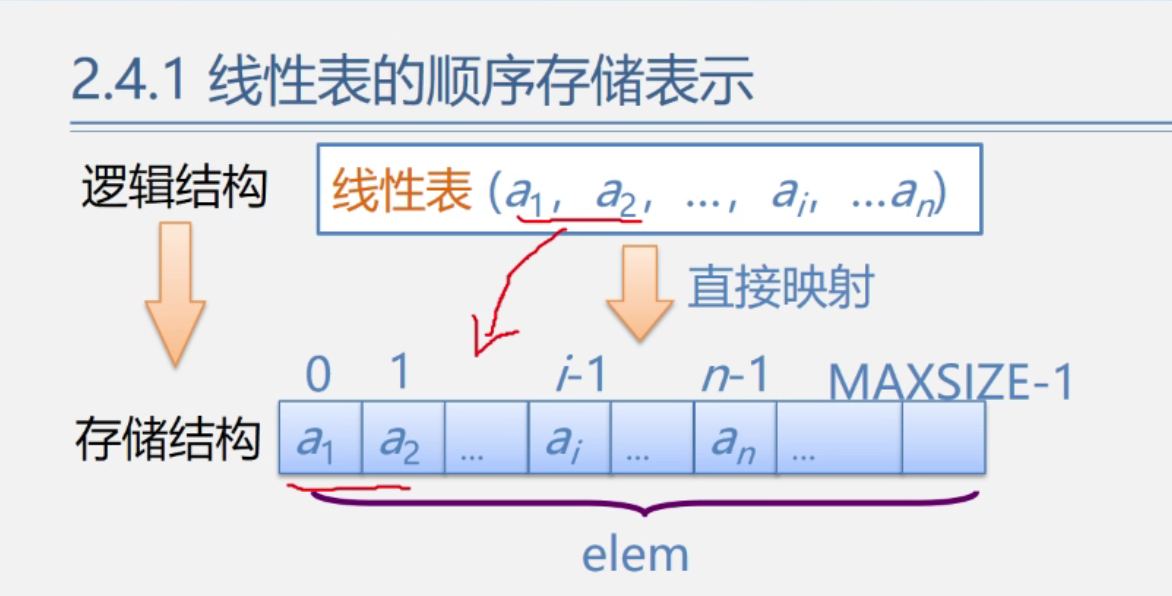 2.4.1 线性表的顺序存储表示
逻辑结构 线性表 (a1, a2, …, ai, …an)
直接映射
0 1 i-1 n-1 MAXSIZE-1
存储结构 a1 a2 … ai … an …
elem